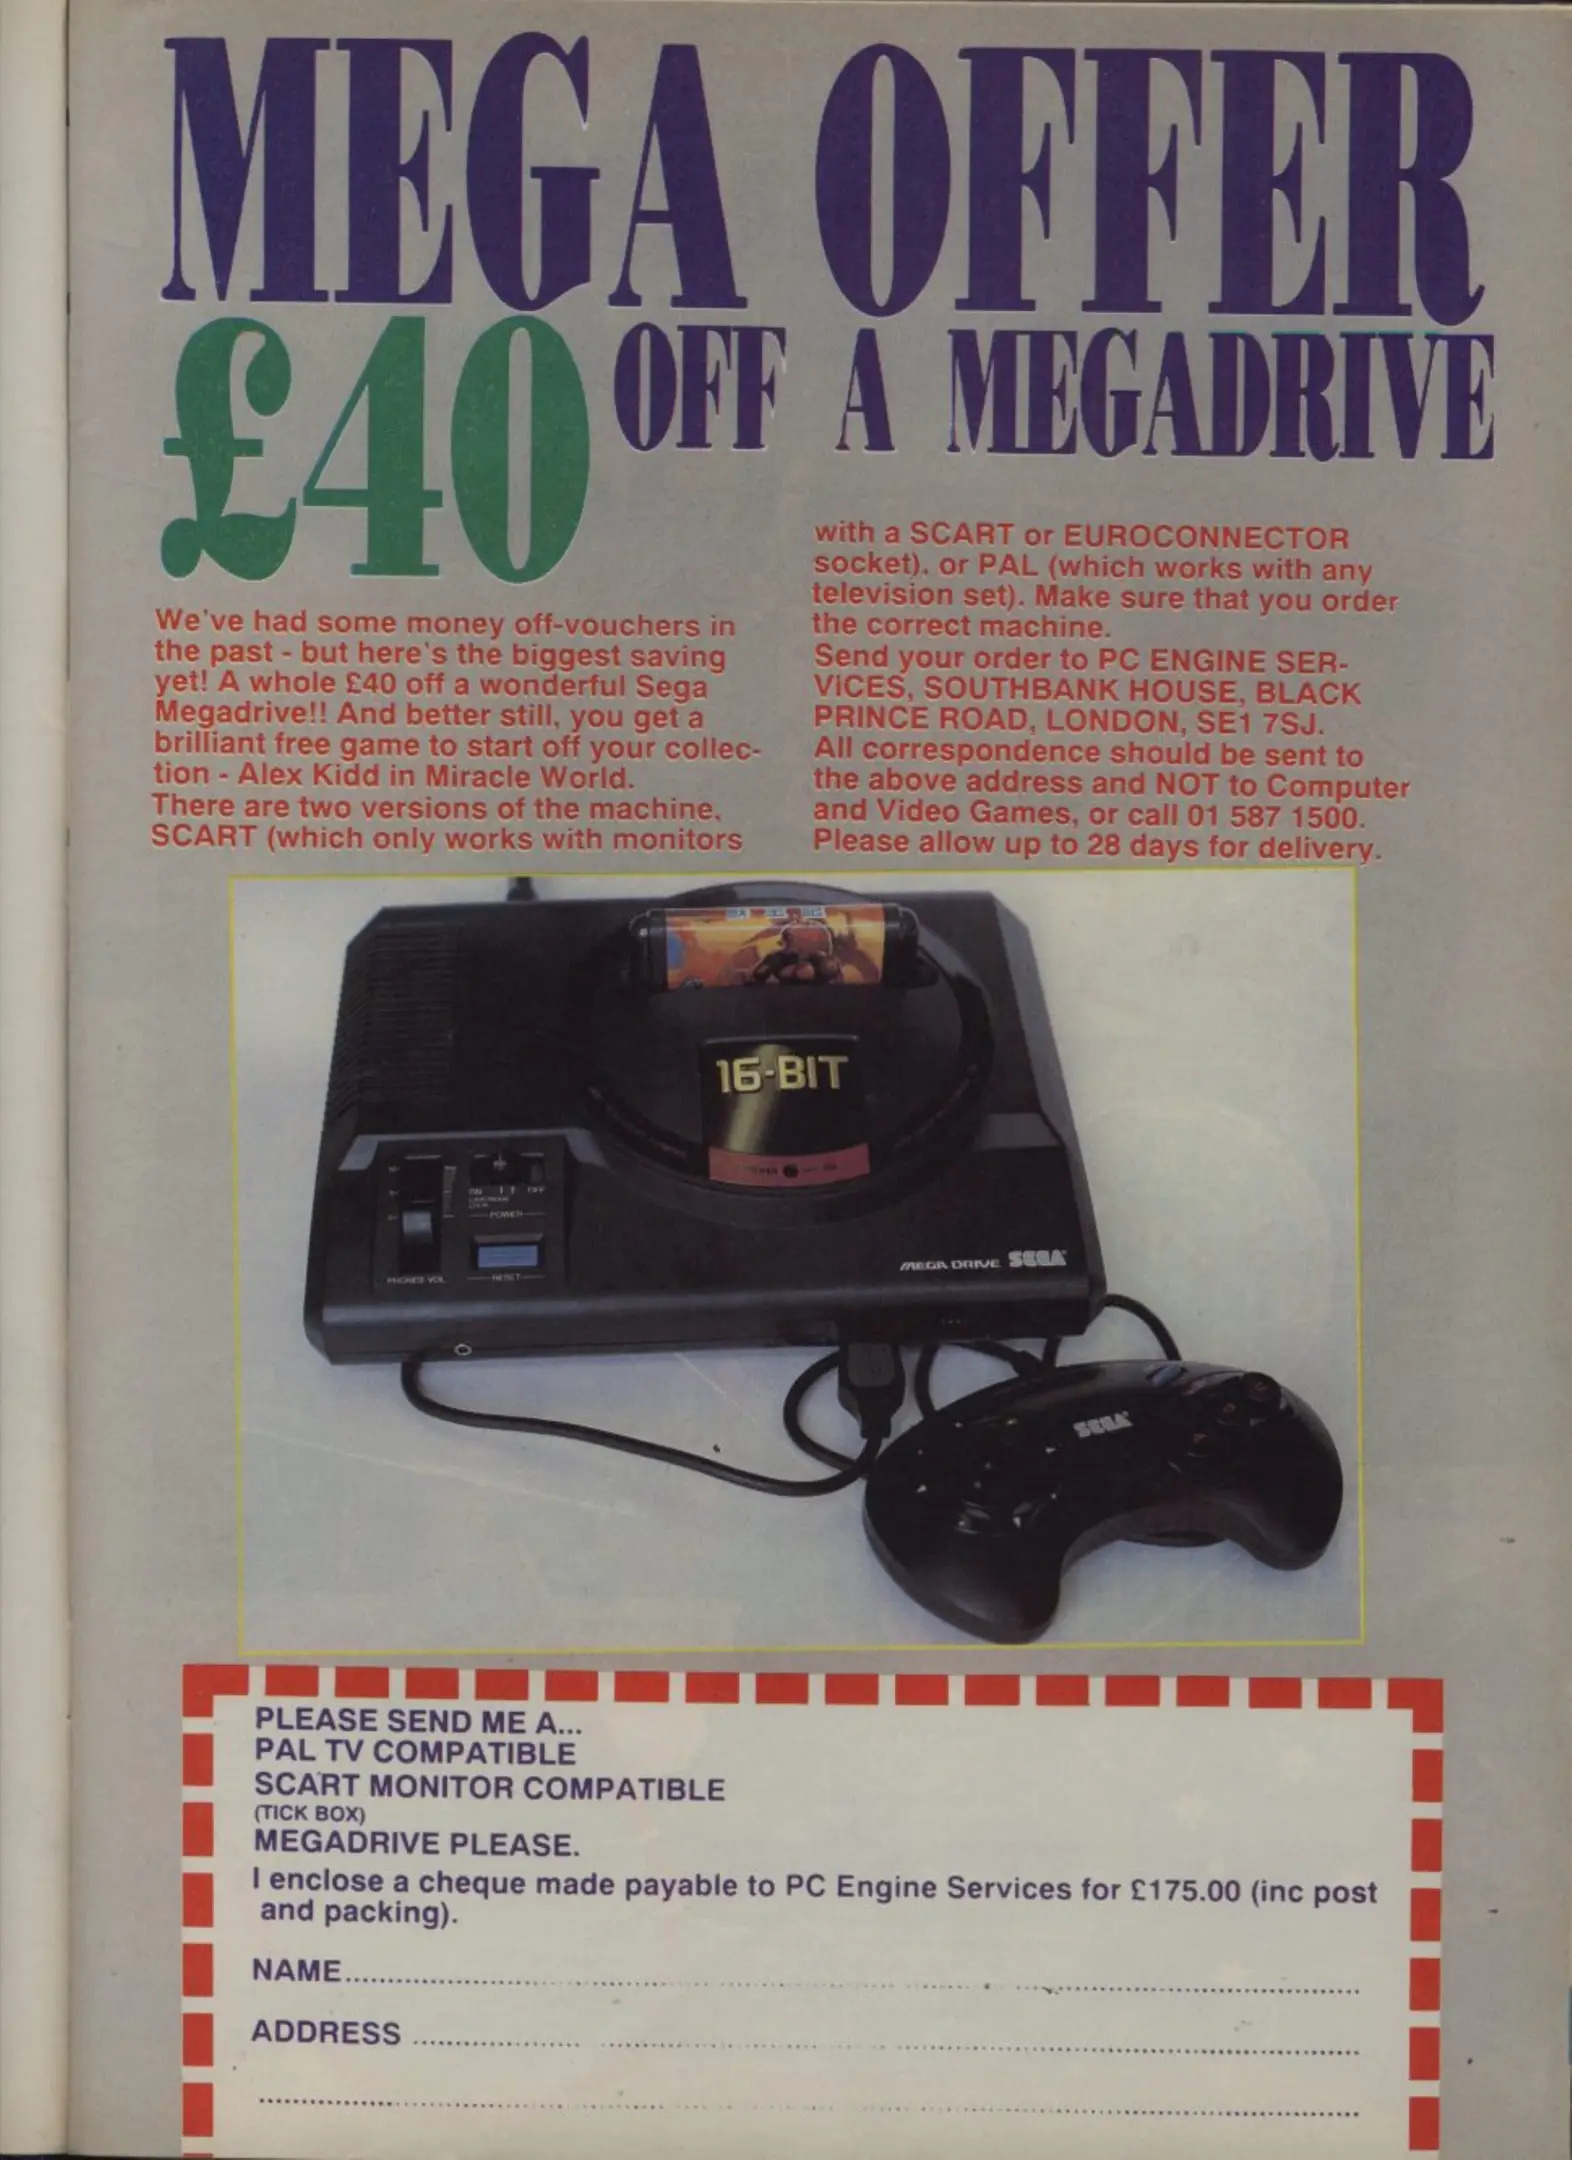 MEGA OFFER
£40 OFF A MEGADRIVE
We've had some money off-vouchers in
the past - but here's the biggest saving
yet! A whole £40 off a wonderful Sega
Megadrive!! And better still, you get a
brilliant free game to start off your collec-
tion - Alex Kidd in Miracle World.
There are two versions of the machine,
SCART (which only works with monitors
with a SCART or EUROCONNECTOR
socket). or PAL (which works with any
television set). Make sure that you order
the correct machine.
Send your order to PC ENGINE SER-
VICES, SOUTHBANK HOUSE, BLACK
PRINCE ROAD, LONDON, SE1 7SJ.
All correspondence should be sent to
the above address and NOT to Computer
and Video Games, or call 01 587 1500.
Please allow up to 28 days for delivery.
16-BIT
ON OFF
POWER
PHONES VOL.
RESET
MEGA DRIVE SEGA
SEGA
PLEASE SEND ME A...
PAL TV COMPATIBLE
SCART MONITOR COMPATIBLE
(TICK BOX)
MEGADRIVE PLEASE.
I enclose a cheque made payable to PC Engine Services for £175.00 (inc post
and packing).
NAME
ADDRESS